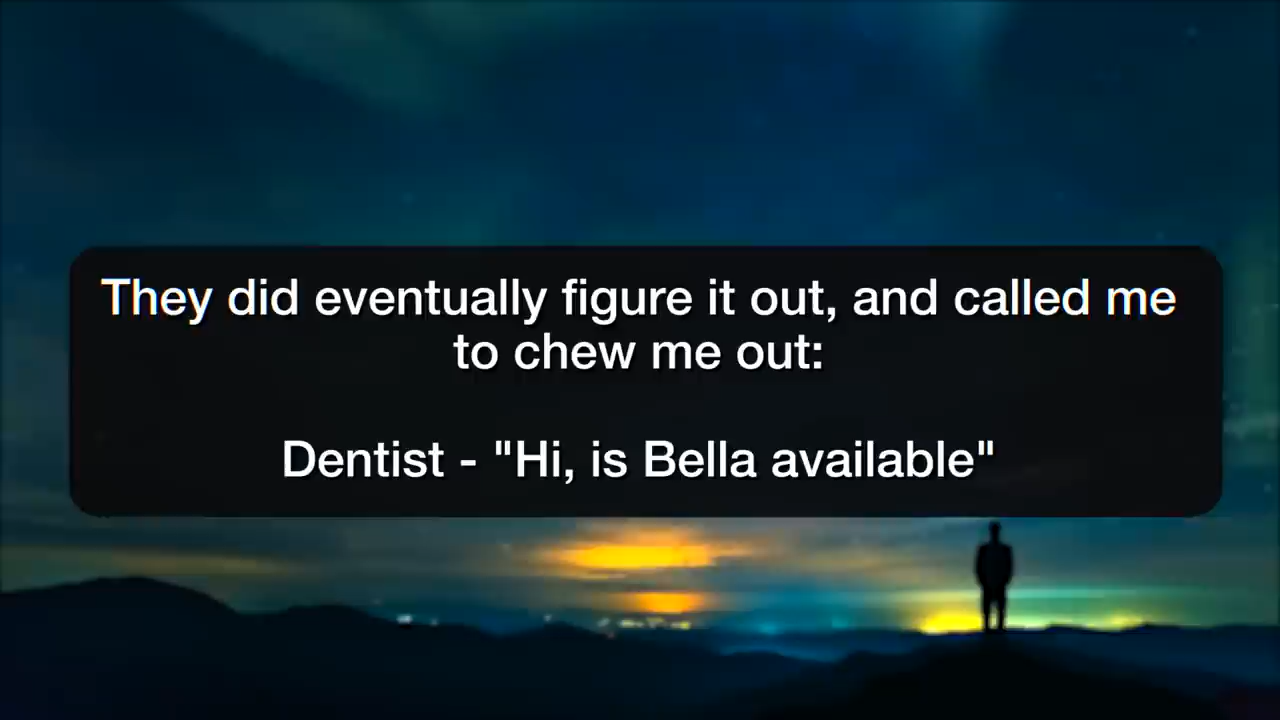 They did eventually figure it out, and called me
to chew me out:
Dentist - "Hi, is Bella available"